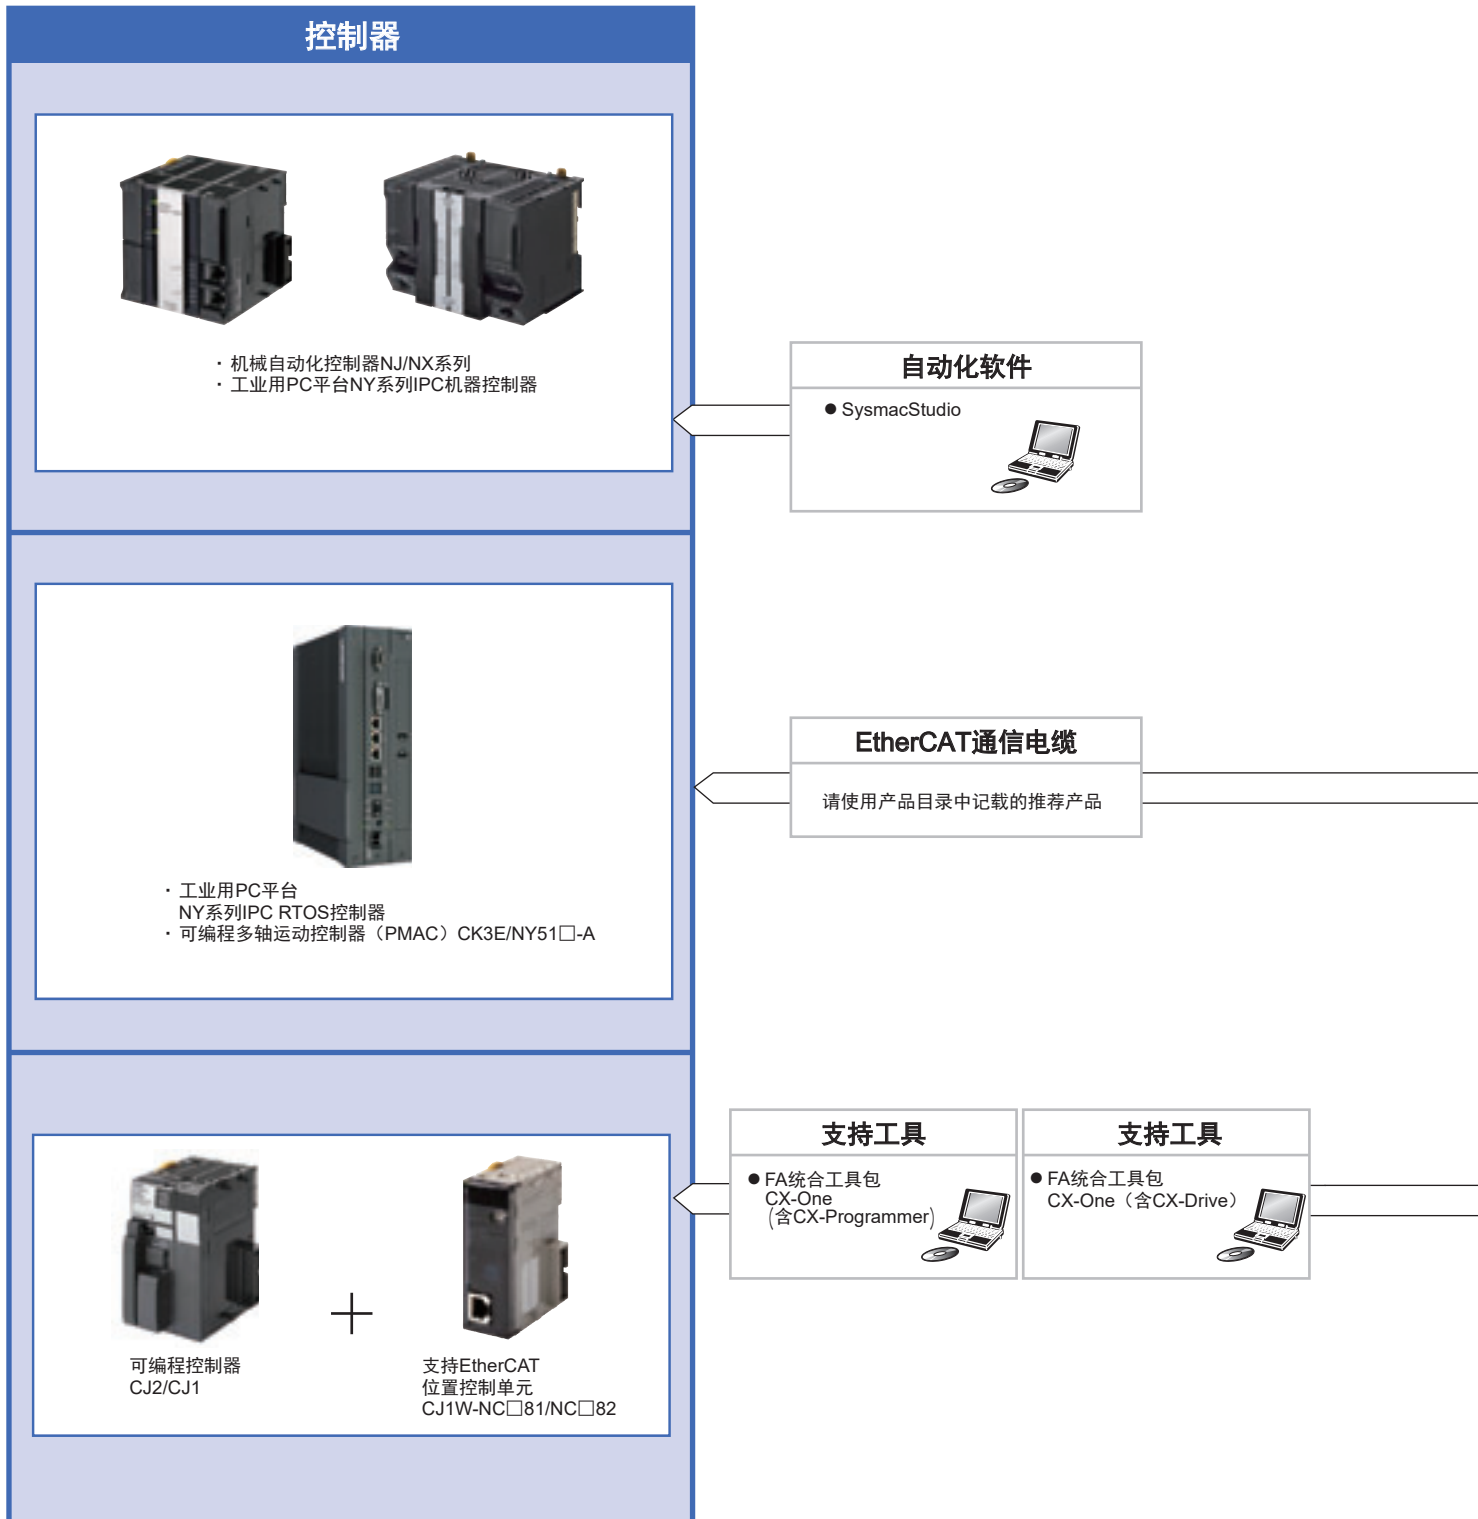 控制器
· 机械自动化控制器NJ/NX系列
· 工业用PC平台NY系列IPC机器控制器
自动化软件
● SysmacStudio
· 工业用PC平台
NY系列IPC RTOS控制器
· 可编程多轴运动控制器（PMAC）CK3E/NY51□-A
EtherCAT通信电缆
请使用产品目录中记载的推荐产品
支持工具
● FA统合工具包
CX-One
(含CX-Programmer)
支持工具
● FA统合工具包
CX-One（含CX-Drive）
可编程控制器
CJ2/CJ1
+
支持EtherCAT
位置控制单元
CJ1W-NC□81/NC□82